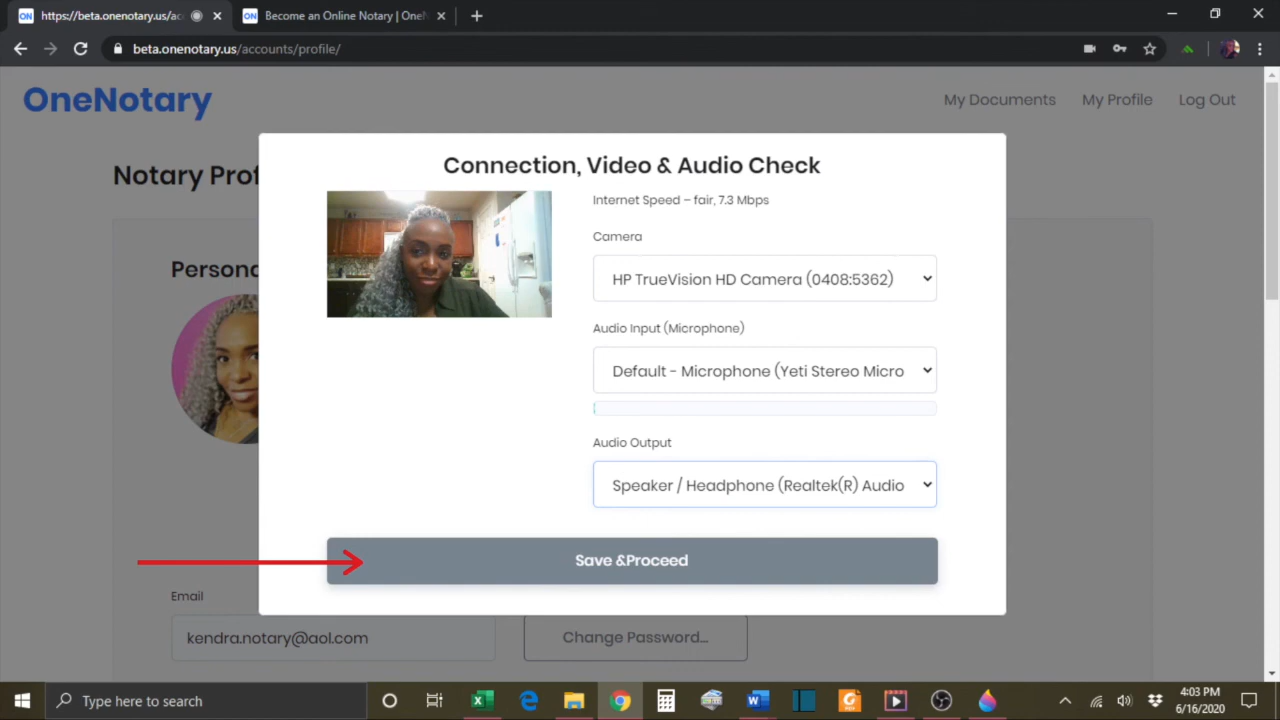 ON https://beta.onenotary.us/ac
ON Become an Online Notary | OneN
beta.onenotary.us/accounts/profile/
OneNotary
My Documents My Profile Log Out
Notary Prof
Connection, Video & Audio Check
Internet Speed – fair, 7.3 Mbps
Camera
HP TrueVision HD Camera (0408:5362)
Persona
Audio Input (Microphone)
Default - Microphone (Yeti Stereo Micro
Audio Output
Speaker / Headphone (Realtek(R) Audio
Save &Proceed
Email
kendra.notary@aol.com
Change Password...
Type here to search
4:03 PM
6/16/2020